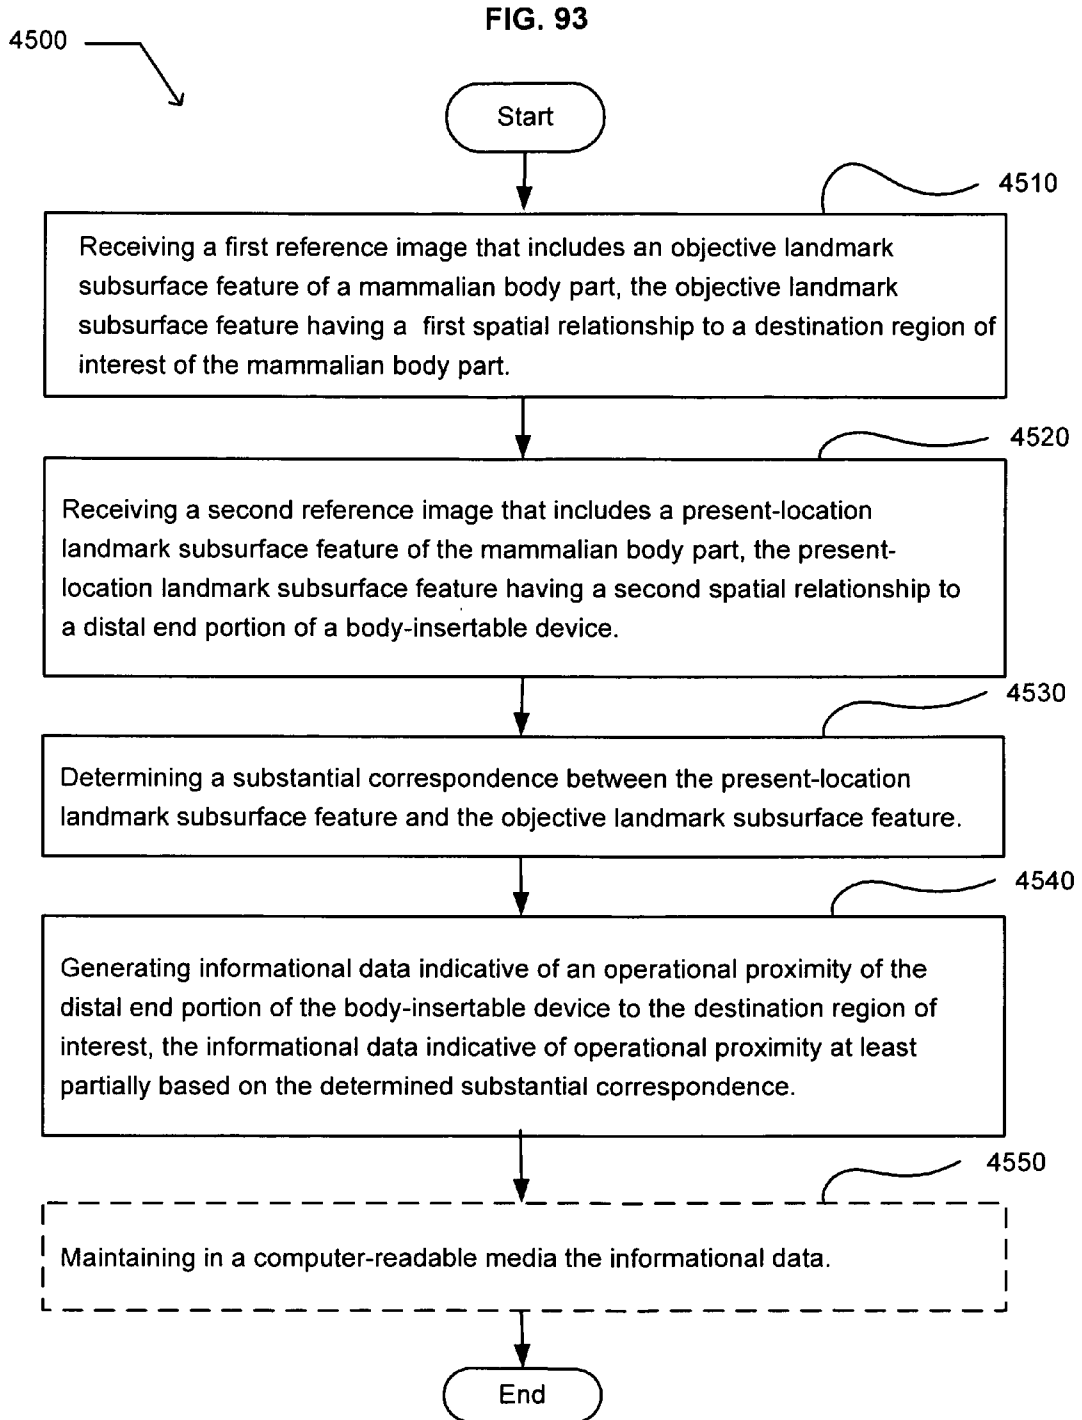 FIG. 93
4500
Start
4510
Receiving a first reference image that includes an objective landmark
subsurface feature of a mammalian body part, the objective landmark
subsurface feature having a first spatial relationship to a destination region of
interest of the mammalian body part.
4520
Receiving a second reference image that includes a present-location
landmark subsurface feature of the mammalian body part, the present-
location landmark subsurface feature having a second spatial relationship to
a distal end portion of a body-insertable device.
4530
Determining a substantial correspondence between the present-location
landmark subsurface feature and the objective landmark subsurface feature.
4540
Generating informational data indicative of an operational proximity of the
distal end portion of the body-insertable device to the destination region of
interest, the informational data indicative of operational proximity at least
partially based on the determined substantial correspondence.
4550
Maintaining in a computer-readable media the informational data.
End